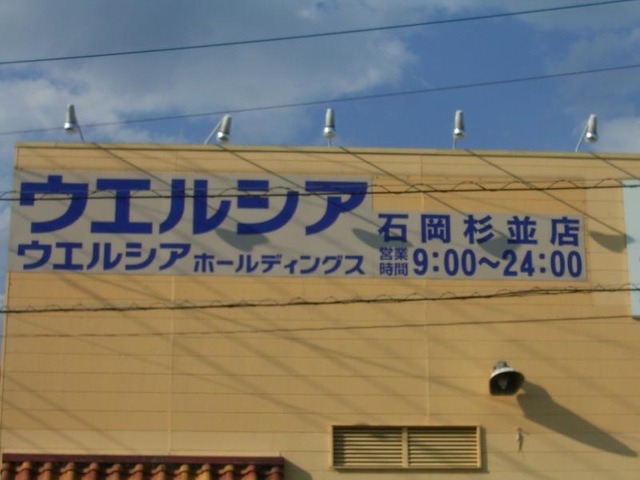 ウエルシア
ウエルシア ホールディングス
石岡杉並店
営業時間 9:00～24:00